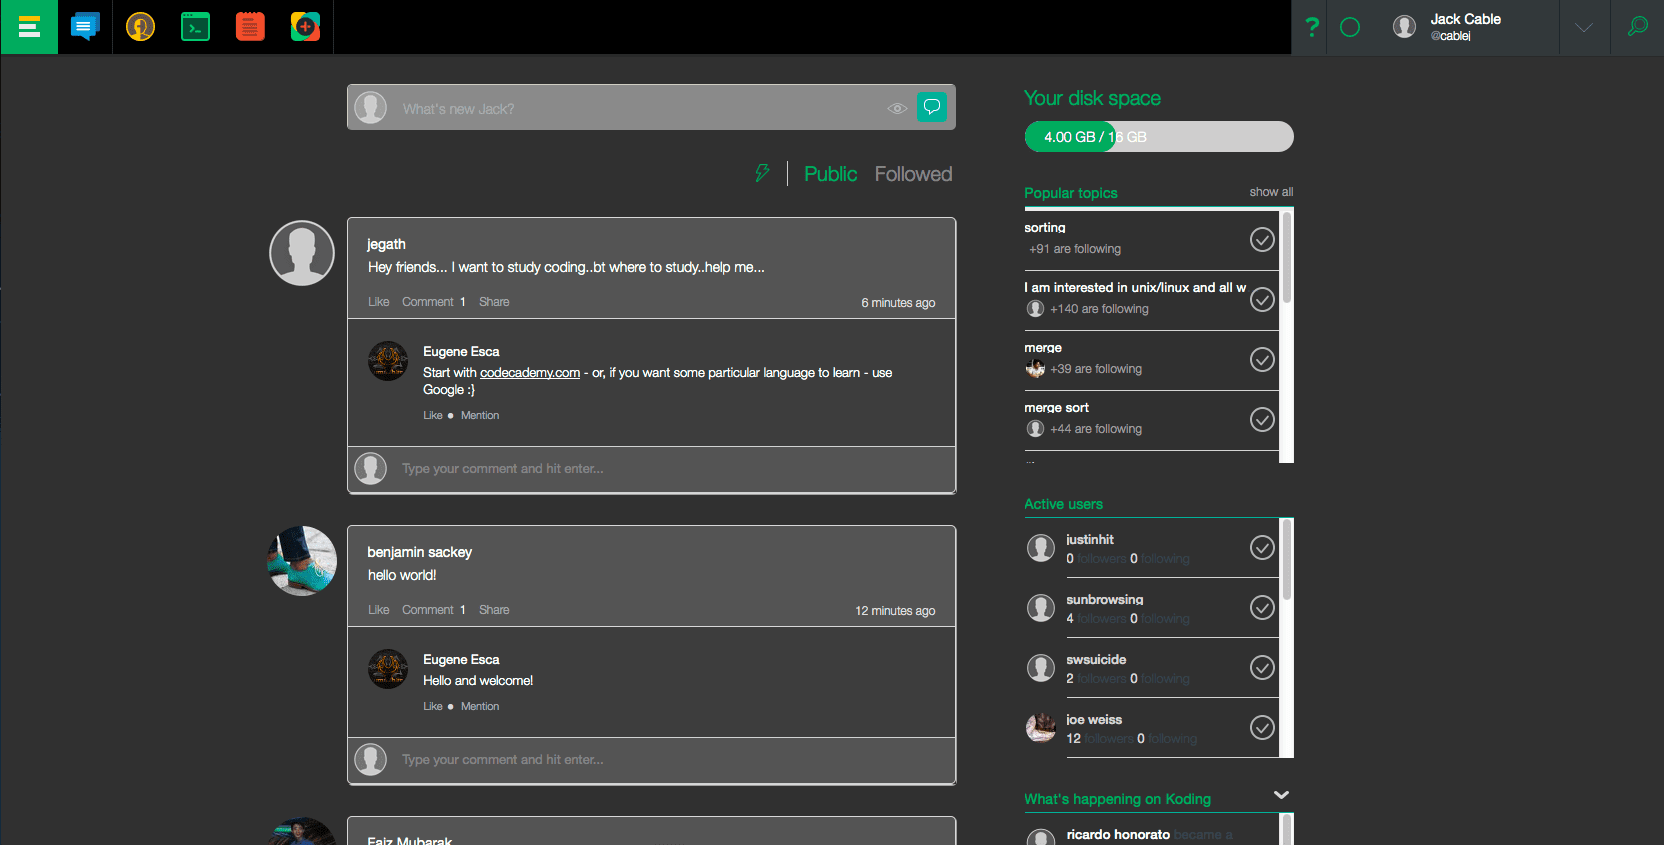 ?
Jack Cable
@cablej
What's new Jack?
Public Followed
jegath
Hey friends... I want to study coding..bt where to study..help me...
Like Comment 1 Share
6 minutes ago
Eugene Esca
Start with codecademy.com - or, if you want some particular language to learn - use
Google :}
Like • Mention
Type your comment and hit enter...
benjamin sackey
hello world!
Like Comment 1 Share
12 minutes ago
Eugene Esca
Hello and welcome!
Like • Mention
Type your comment and hit enter...
Faiz Mubarak
Your disk space
4.00 GB / 16 GB
Popular topics
show all
sorting
+91 are following
I am interested in unix/linux and all w
+140 are following
merge
+39 are following
merge sort
+44 are following
Active users
justinhit
0 followers 0 following
sunbrowsing
4 followers 0 following
swsuicide
2 followers 0 following
joe weiss
12 followers 0 following
What's happening on Koding
ricardo honorato became a